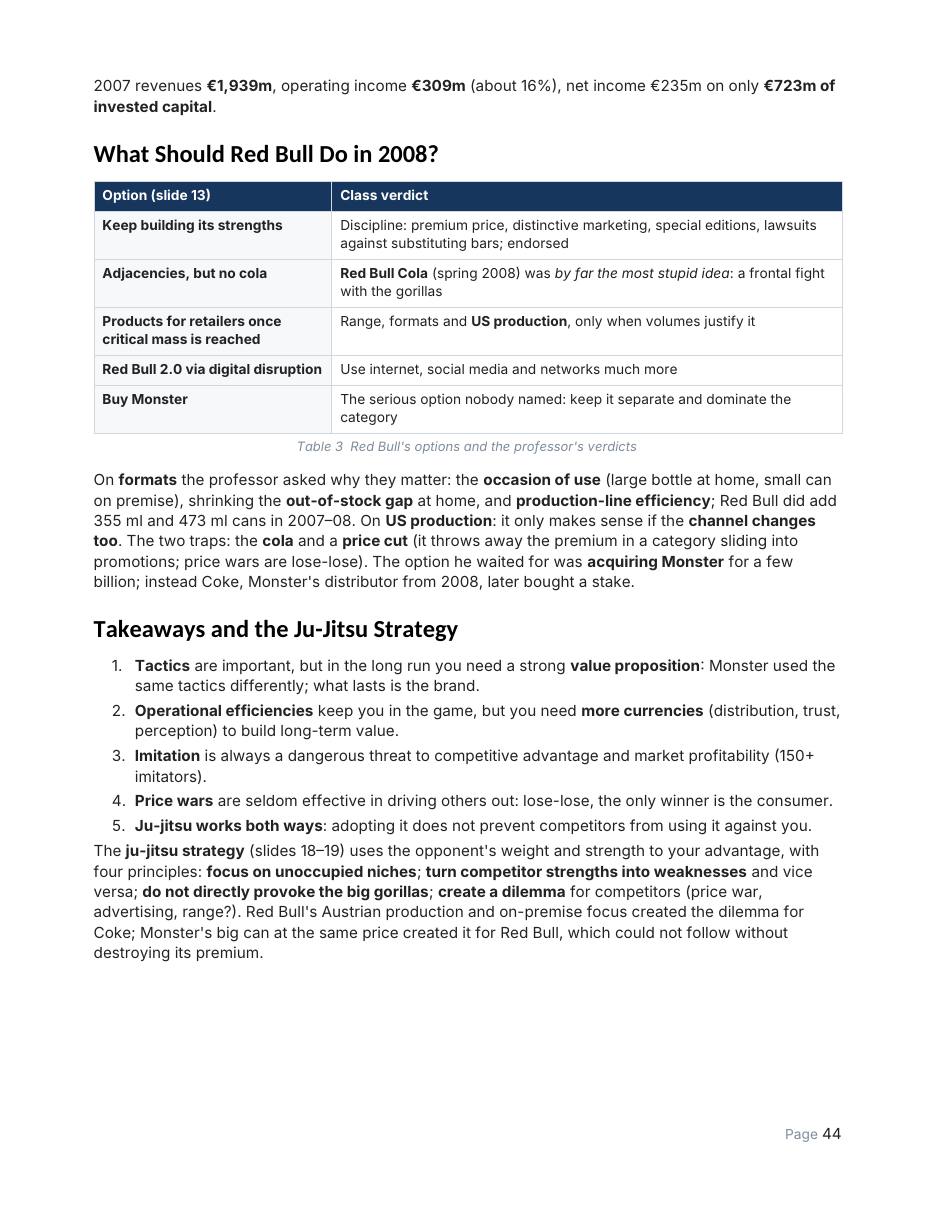 2007 revenues €1,939m, operating income €309m (about 16%), net income €235m on only €723m of
invested capital.
What Should Red Bull Do in 2008?
Option (slide 13) Class verdict
Keep building its strengths Discipline: premium price, distinctive marketing, special editions, lawsuits
against substituting bars; endorsed
Adjacencies, but no cola Red Bull Cola (spring 2008) was by far the most stupid idea: a frontal fight
with the gorillas
Products for retailers once Range, formats and US production, only when volumes justify it
critical mass is reached
Red Bull 2.0 via digital disruption Use internet, social media and networks much more
Buy Monster The serious option nobody named: keep it separate and dominate the
category
Table 3 Red Bull's options and the professor's verdicts
On formats the professor asked why they matter: the occasion of use (large bottle at home, small can
on premise), shrinking the out-of-stock gap at home, and production-line efficiency; Red Bull did add
355 ml and 473 ml cans in 2007–08. On US production: it only makes sense if the channel changes
too. The two traps: the cola and a price cut (it throws away the premium in a category sliding into
promotions; price wars are lose-lose). The option he waited for was acquiring Monster for a few
billion; instead Coke, Monster's distributor from 2008, later bought a stake.
Takeaways and the Ju-Jitsu Strategy
1. Tactics are important, but in the long run you need a strong value proposition: Monster used the
same tactics differently; what lasts is the brand.
2. Operational efficiencies keep you in the game, but you need more currencies (distribution, trust,
perception) to build long-term value.
3. Imitation is always a dangerous threat to competitive advantage and market profitability (150+
imitators).
4. Price wars are seldom effective in driving others out: lose-lose, the only winner is the consumer.
5. Ju-jitsu works both ways: adopting it does not prevent competitors from using it against you.
The ju-jitsu strategy (slides 18–19) uses the opponent's weight and strength to your advantage, with
four principles: focus on unoccupied niches; turn competitor strengths into weaknesses and vice
versa; do not directly provoke the big gorillas; create a dilemma for competitors (price war,
advertising, range?). Red Bull's Austrian production and on-premise focus created the dilemma for
Coke; Monster's big can at the same price created it for Red Bull, which could not follow without
destroying its premium.
Page 44